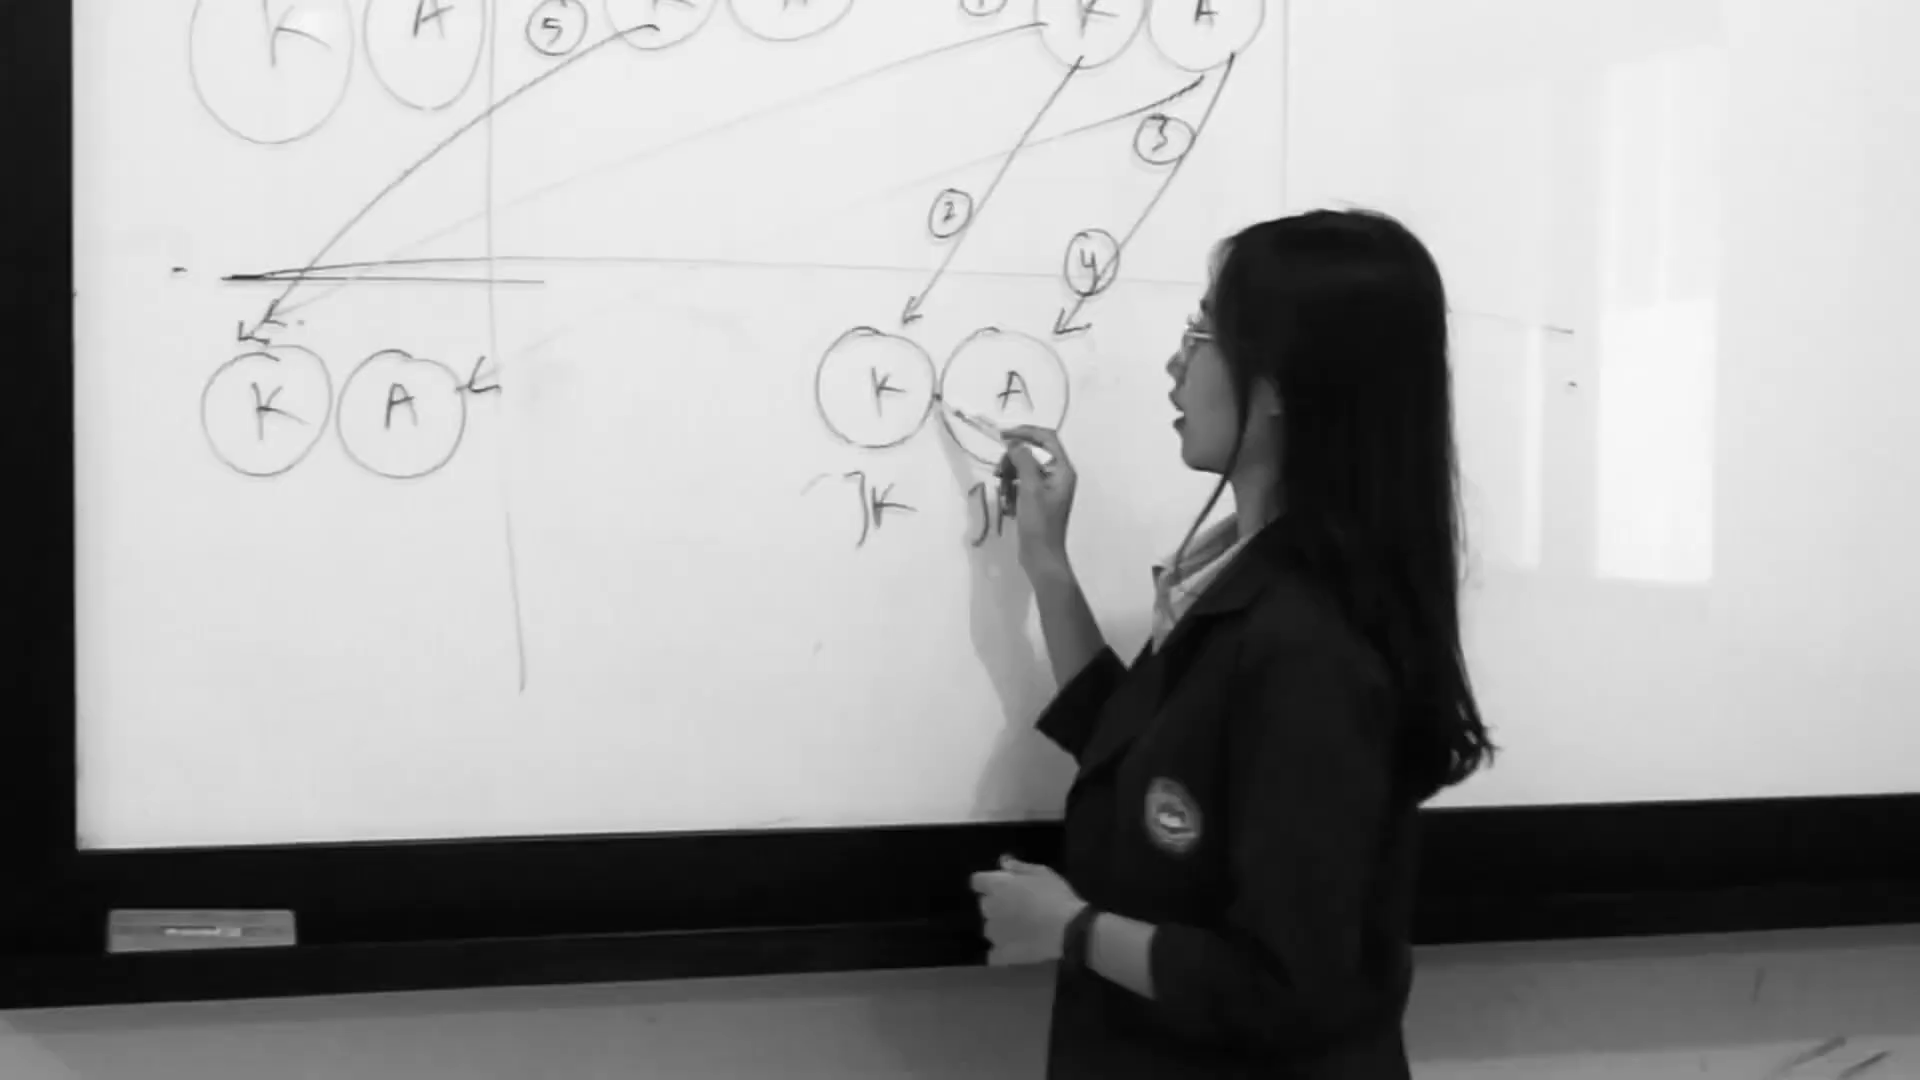 K A ⑤ K A ① K A
③
②
④
K A K A
JK